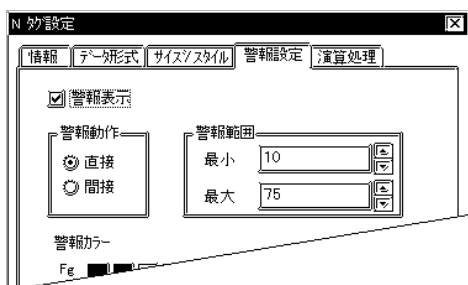 N ﾀｸﾞ設定
情報 ﾃﾞｰﾀ形式 ｻｲｽﾞ/ｽﾀｲﾙ 警報設定 演算処理
警報表示
警報動作 警報範囲
直接 最小 10
間接 最大 75
警報ｶﾗｰ
Fg